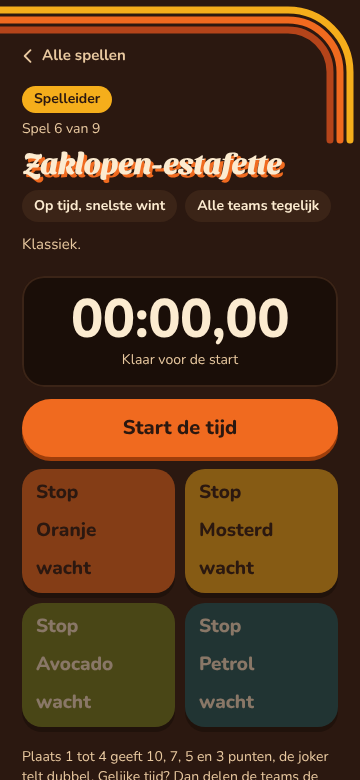 Alle spellen
Spelleider
Spel 6 van 9
Zaklopen-estafette
Op tijd, snelste wint
Alle teams tegelijk
Klassiek.
00:00,00
Klaar voor de start
Start de tijd
Stop
Oranje
wacht
Stop
Mosterd
wacht
Stop
Avocado
wacht
Stop
Petrol
wacht
Plaats 1 tot 4 geeft 10, 7, 5 en 3 punten, de joker
telt dubbel. Gelijke tijd? Dan delen de teams de